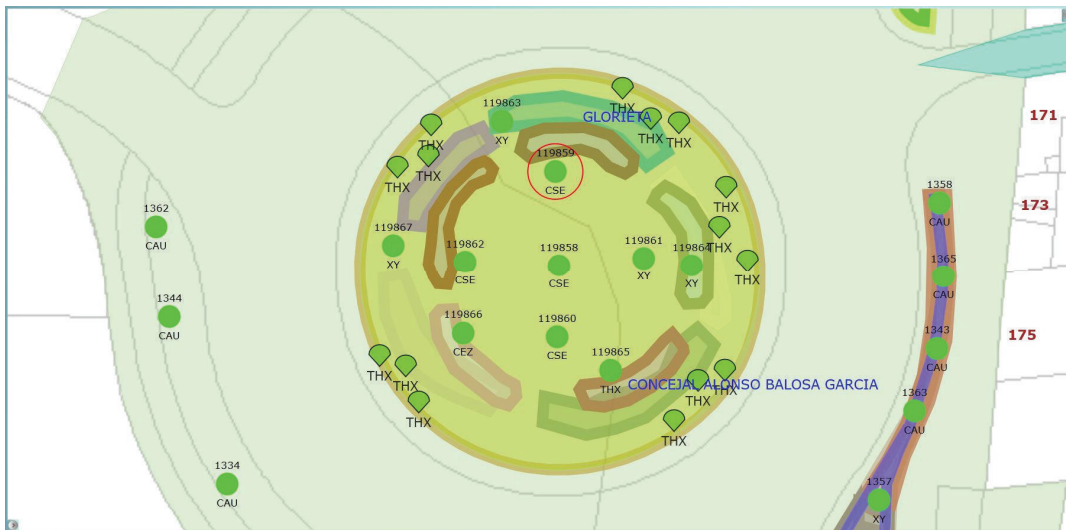 119863
XY
GLORIETA
THX
THX
THX
THX
THX
THX
171
119859
CSE
THX
THX
THX
1358
CAU
173
1362
CAU
119867
XY
119862
CSE
119858
CSE
119861
XY
119864
XY
1365
CAU
1344
CAU
119866
CEZ
119860
CSE
1343
CAU
175
119865
THX
CONCEJAL ALONSO BALOSA GARCIA
THX
THX
THX
THX
THX
THX
1363
CAU
1334
CAU
1357
XY